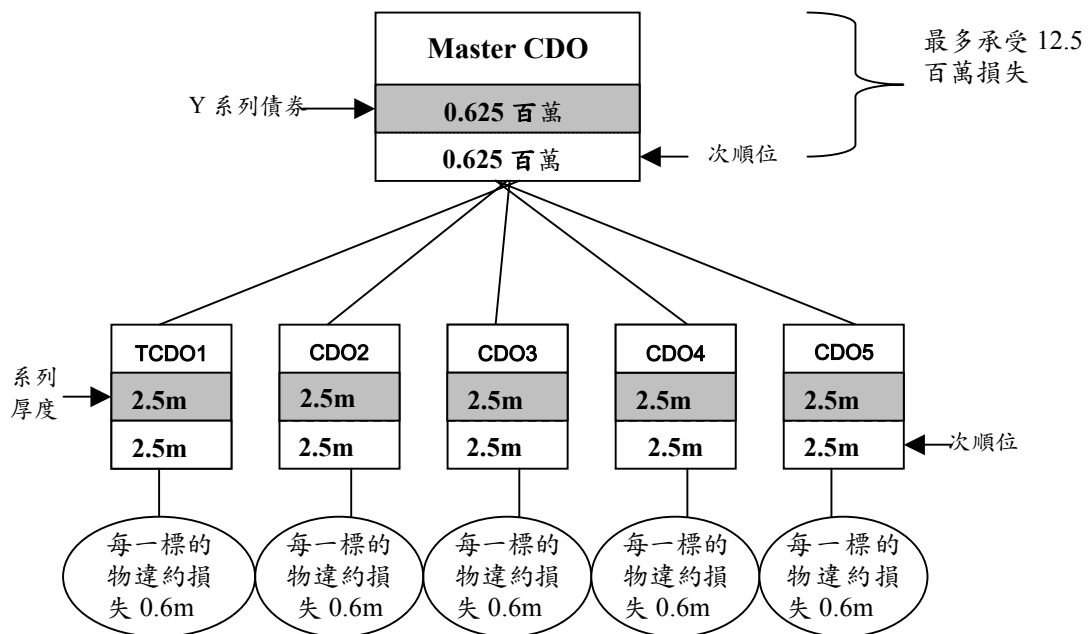 Master CDO
最多承受 12.5
百萬損失
Y 系列債券
0.625 百萬
0.625 百萬
次順位
TCDO1
CDO2
CDO3
CDO4
CDO5
系列
厚度
2.5m
2.5m
2.5m
2.5m
2.5m
2.5m
2.5m
2.5m
2.5m
2.5m
次順位
每一標的
物違約損
失 0.6m
每一標的
物違約損
失 0.6m
每一標的
物違約損
失 0.6m
每一標的
物違約損
失 0.6m
每一標的
物違約損
失 0.6m